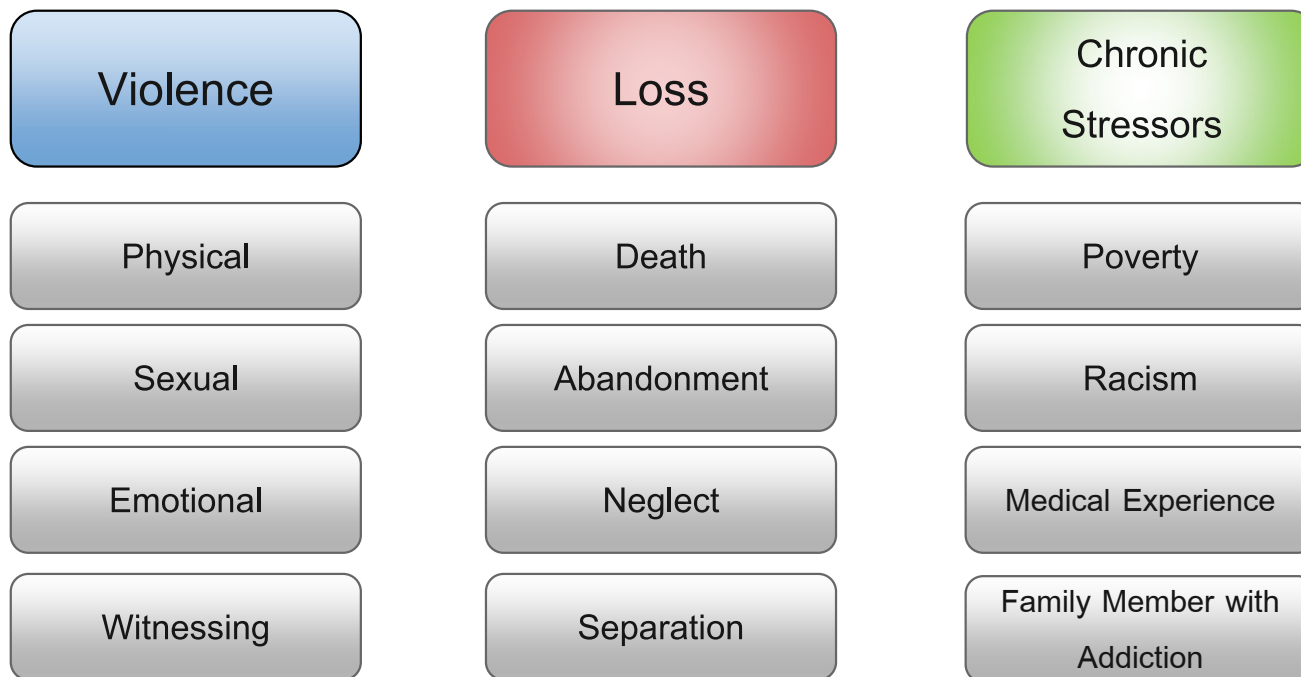 Violence
Physical
Sexual
Emotional
Witnessing
Loss
Death
Abandonment
Neglect
Separation
Chronic
Stressors
Poverty
Racism
Medical Experience
Family Member with
Addiction